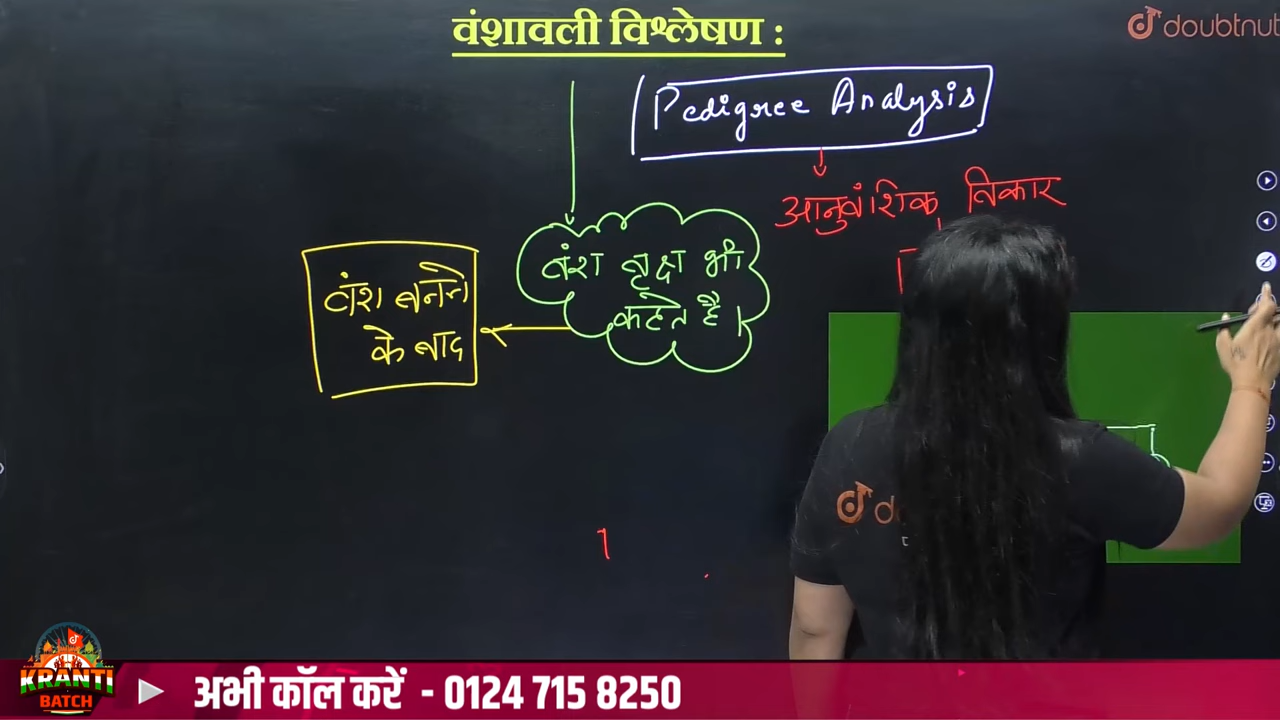 वंशावली विश्लेषण :
doubtnut
Pedigree Analysis
आनुवंशिक विकार
वंश वृक्ष भी
कहते है।
वंश बनने
के बाद
KRANTI
BATCH
अभी कॉल करें - 0124 715 8250